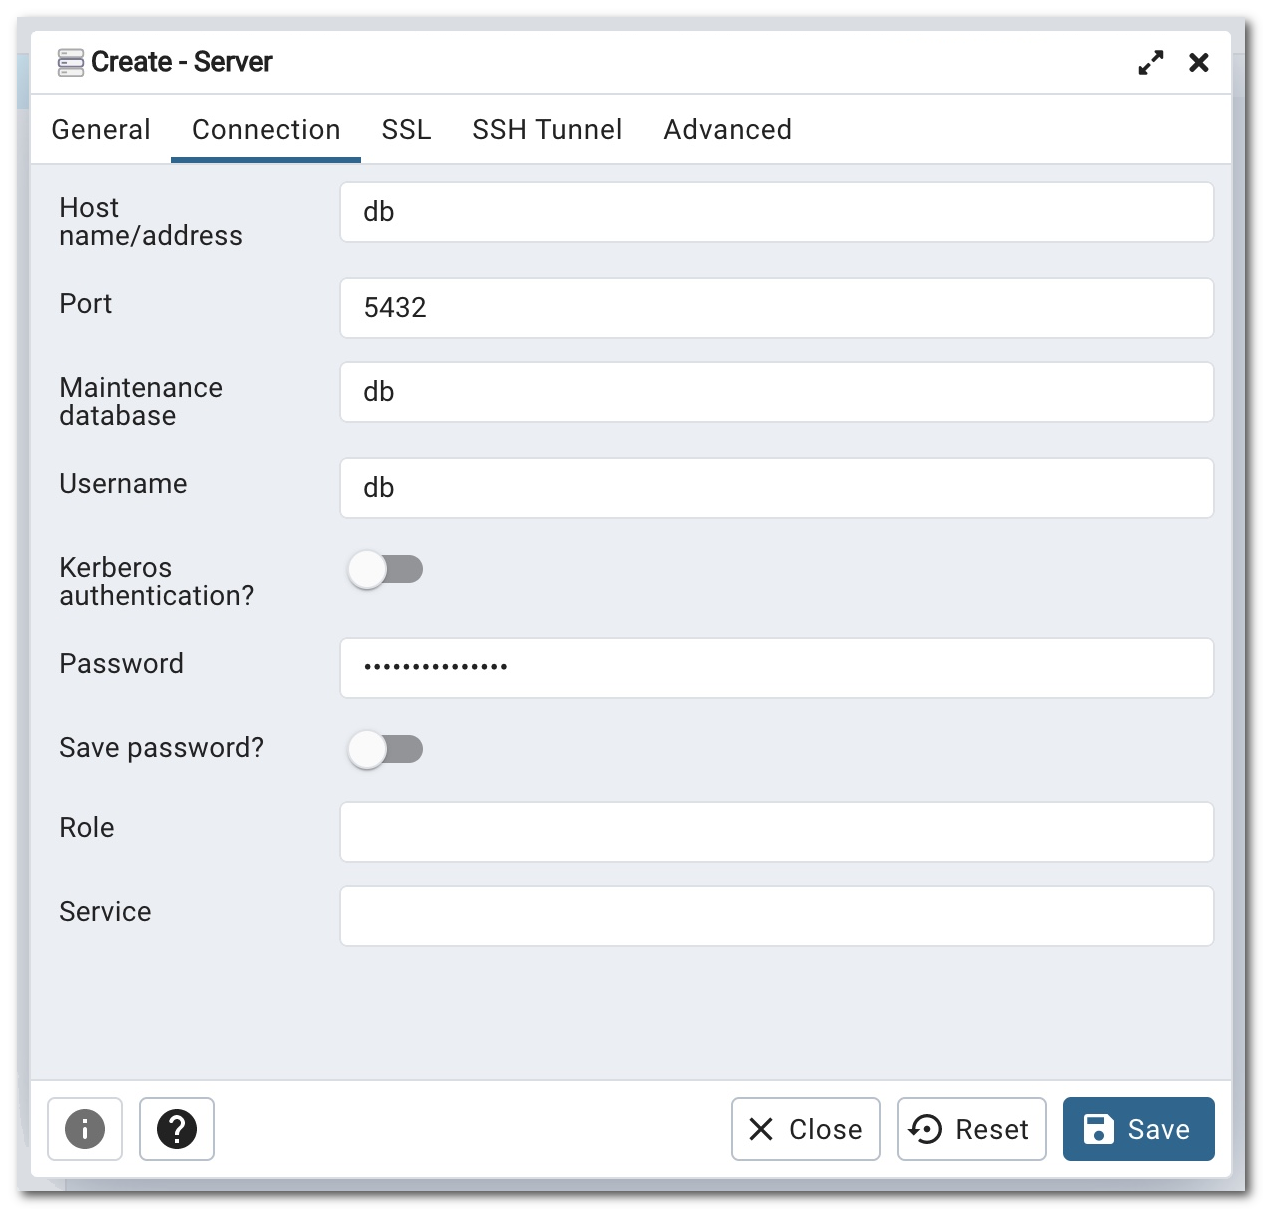 Create - Server
General Connection SSL SSH Tunnel Advanced
Host
name/address
db
Port
5432
Maintenance
database
db
Username
db
Kerberos
authentication?
Password
•••••••••••••••
Save password?
Role
Service
Close Reset Save